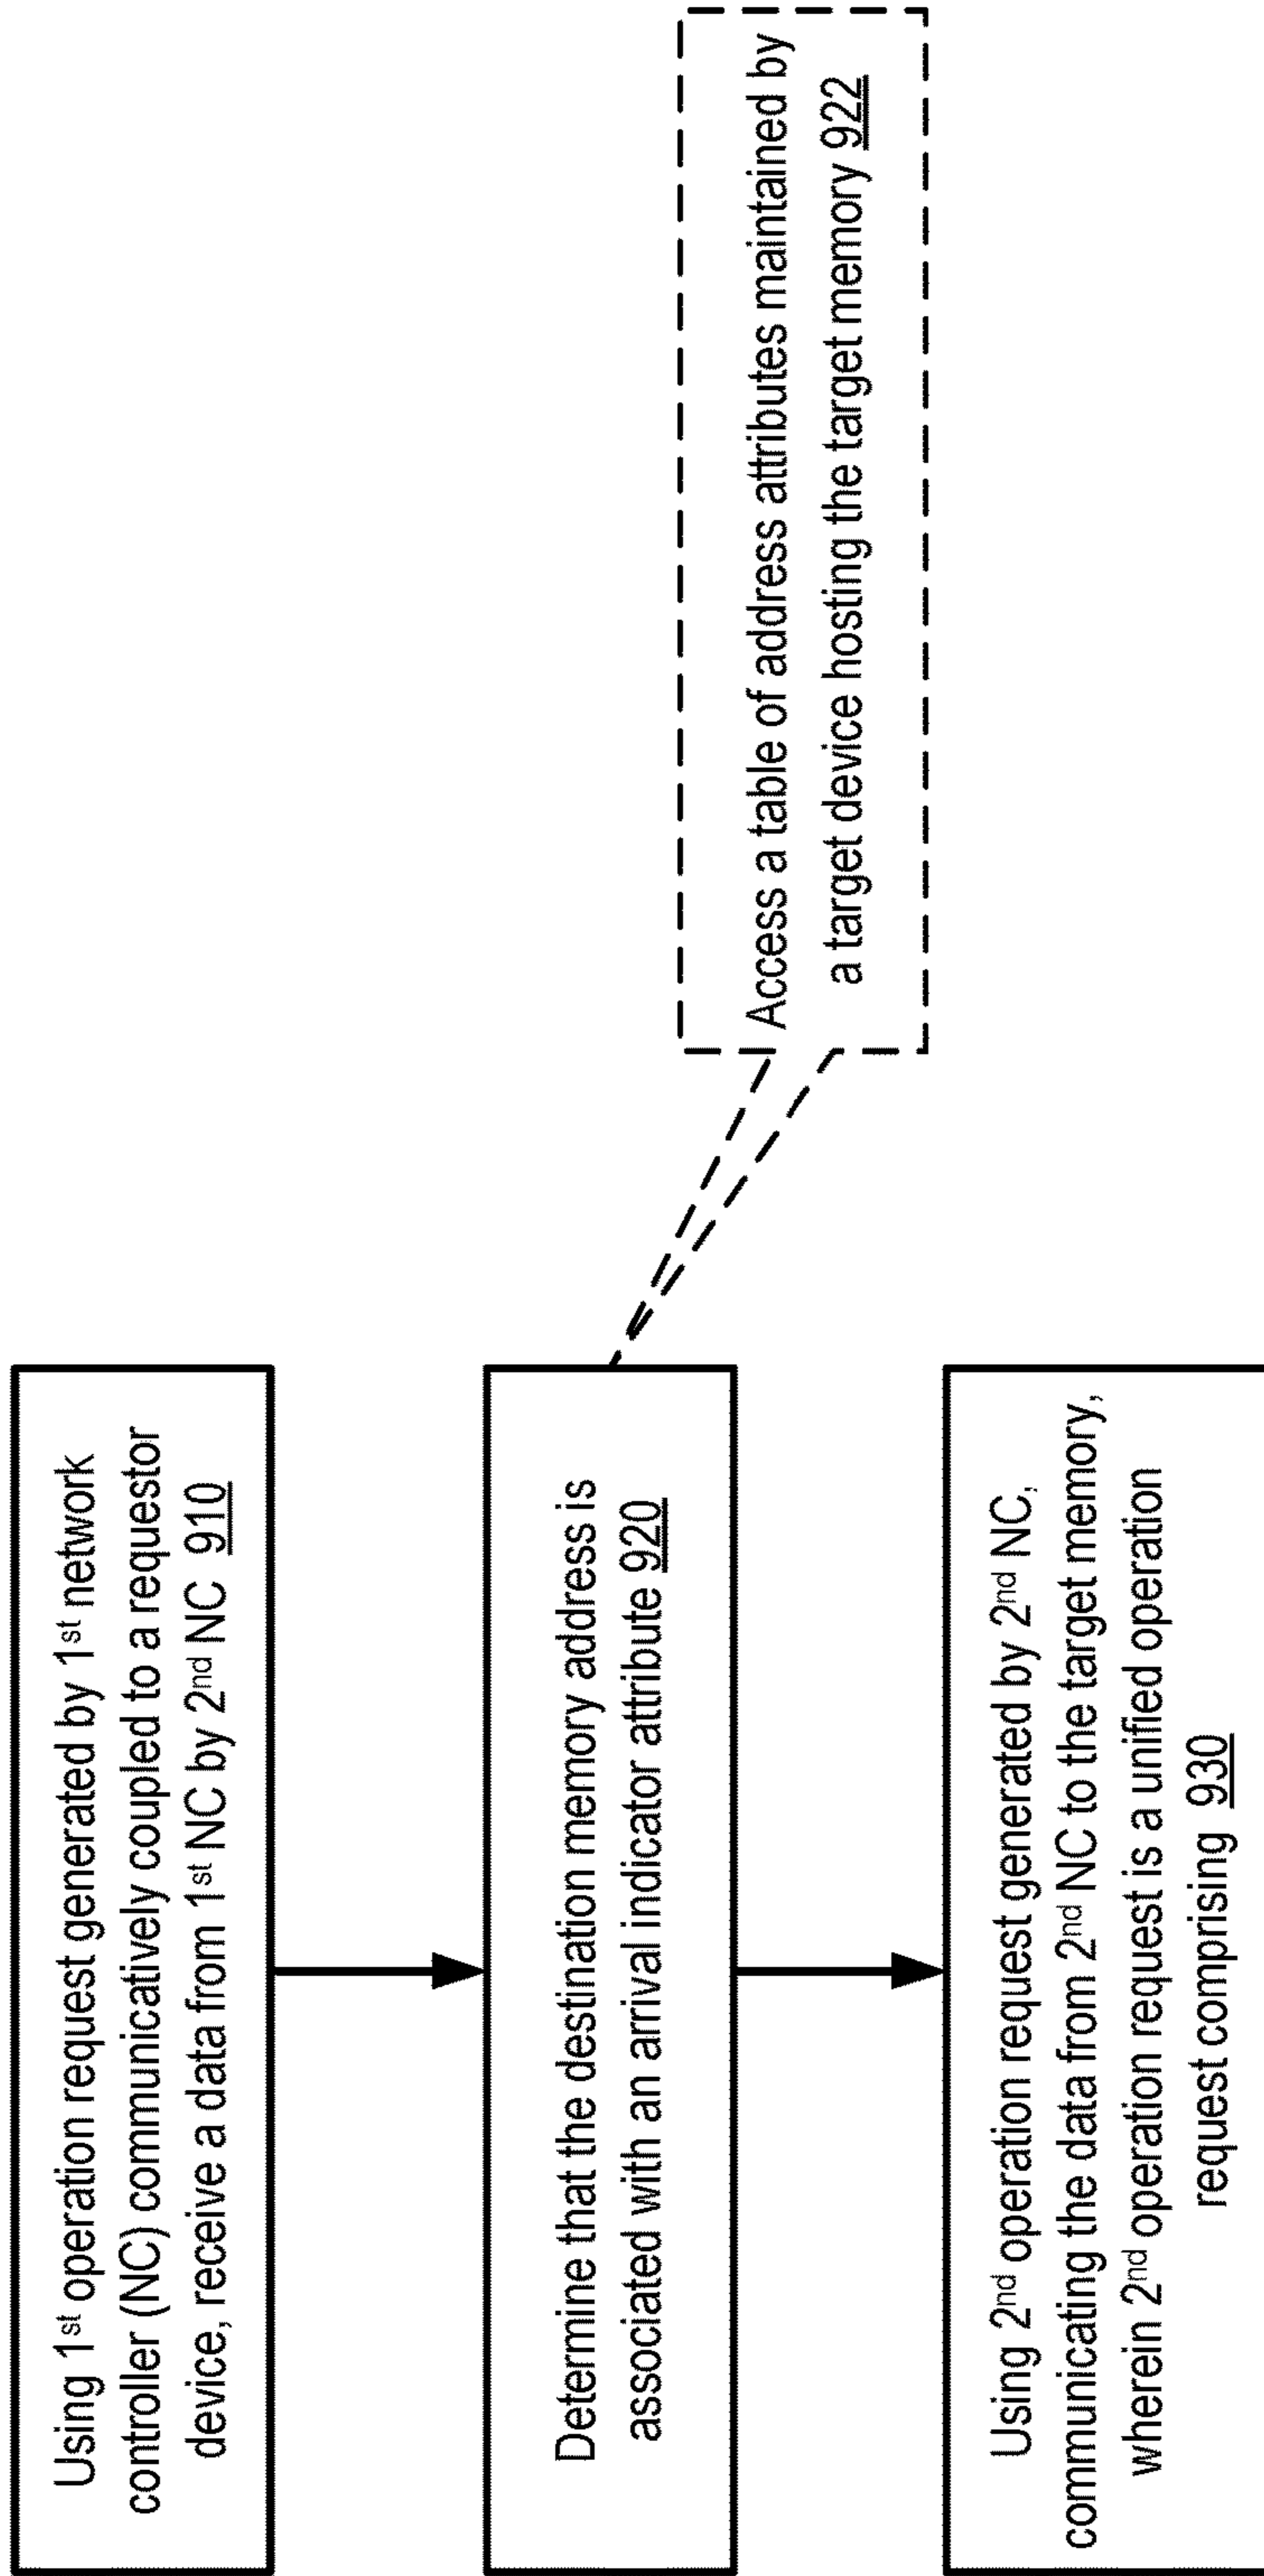 Using 1st operation request generated by 1st network
controller (NC) communicatively coupled to a requestor
device, receive a data from 1st NC by 2nd NC 910
Determine that the destination memory address is
associated with an arrival indicator attribute 920
Access a table of address attributes maintained by
a target device hosting the target memory 922
Using 2nd operation request generated by 2nd NC,
communicating the data from 2nd NC to the target memory,
wherein 2nd operation request is a unified operation
request comprising 930